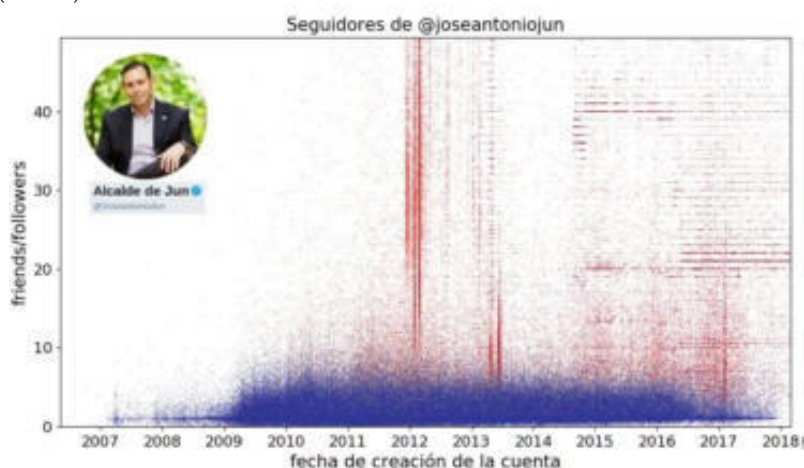 Seguidores de @joseantoniojun
40
30
20
10
0
friends/followers
Alcalde de Jun
@joseantoniojun
2007 2008 2009 2010 2011 2012 2013 2014 2015 2016 2017 2018
fecha de creación de la cuenta